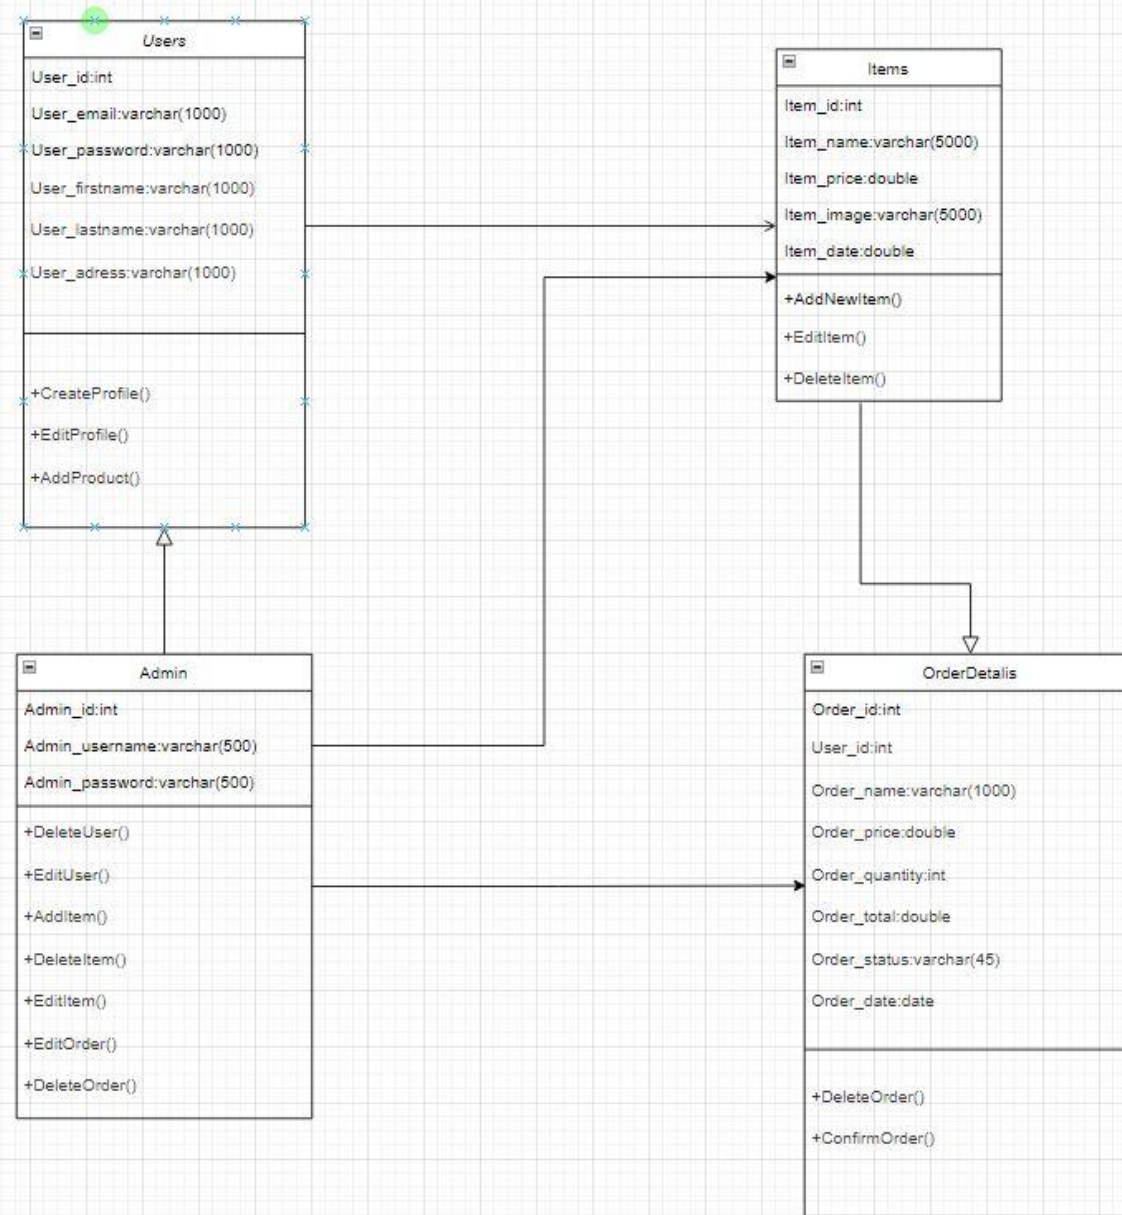 Users
User_id:int
User_email:varchar(1000)
User_password:varchar(1000)
User_firstname:varchar(1000)
User_lastname:varchar(1000)
User_adress:varchar(1000)
+CreateProfile()
+EditProfile()
+AddProduct()
Items
Item_id:int
Item_name:varchar(5000)
Item_price:double
Item_image:varchar(5000)
Item_date:double
+AddNewItem()
+EditItem()
+DeleteItem()
Admin
Admin_id:int
Admin_username:varchar(500)
Admin_password:varchar(500)
+DeleteUser()
+EditUser()
+AddItem()
+DeleteItem()
+EditItem()
+EditOrder()
+DeleteOrder()
OrderDetalis
Order_id:int
User_id:int
Order_name:varchar(1000)
Order_price:double
Order_quantity:int
Order_total:double
Order_status:varchar(45)
Order_date:date
+DeleteOrder()
+ConfirmOrder()